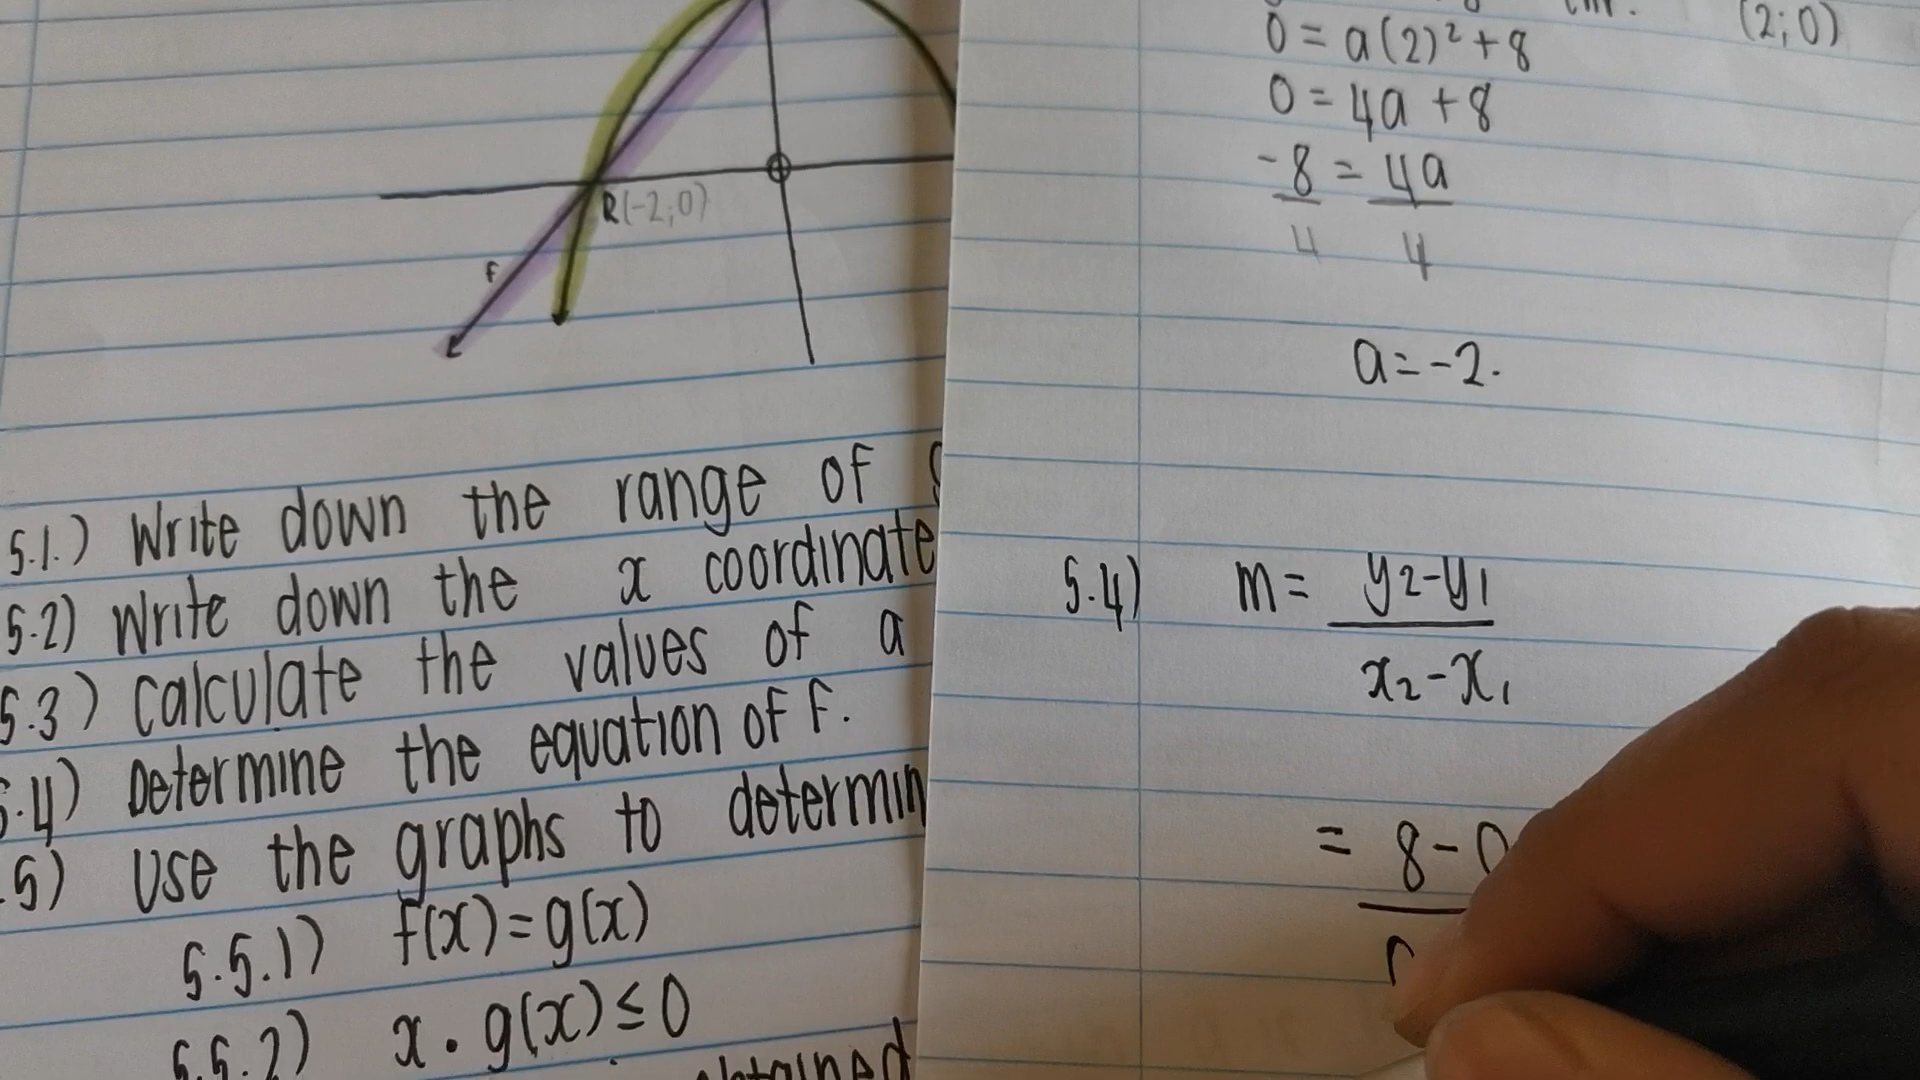 R(-2;0)
F
5.1.) Write down the range of
5.2) Write down the x coordinate
5.3) Calculate the values of a
5.4) Determine the equation of f.
.5) Use the graphs to determin
5.5.1) f(x)=g(x)
5.5.2) x . g(x)≤0
obtained
(2;0)
0 = a(2)²+8
0 = 4a +8
-8 = 4a
4 4
a=-2.
5.4) m = y2-y1
x2-x1
= 8-0